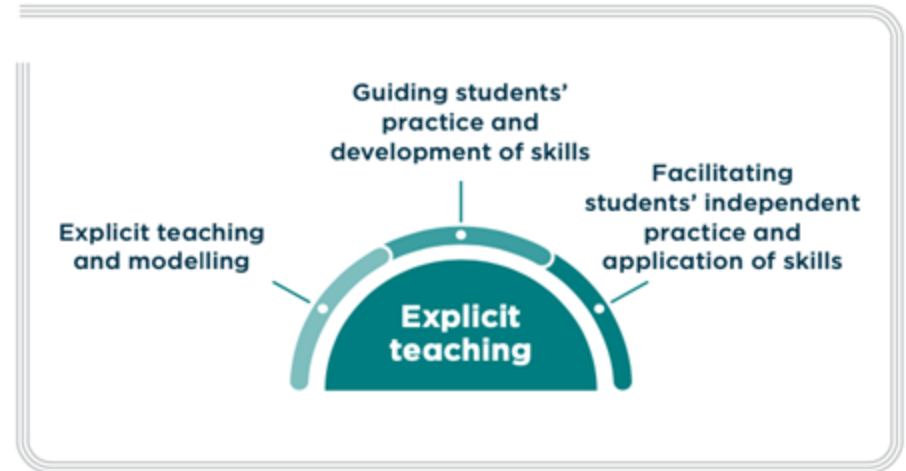 Guiding students'
practice and
development of skills
Facilitating
students' independent
practice and
application of skills
Explicit teaching
and modelling
Explicit
teaching